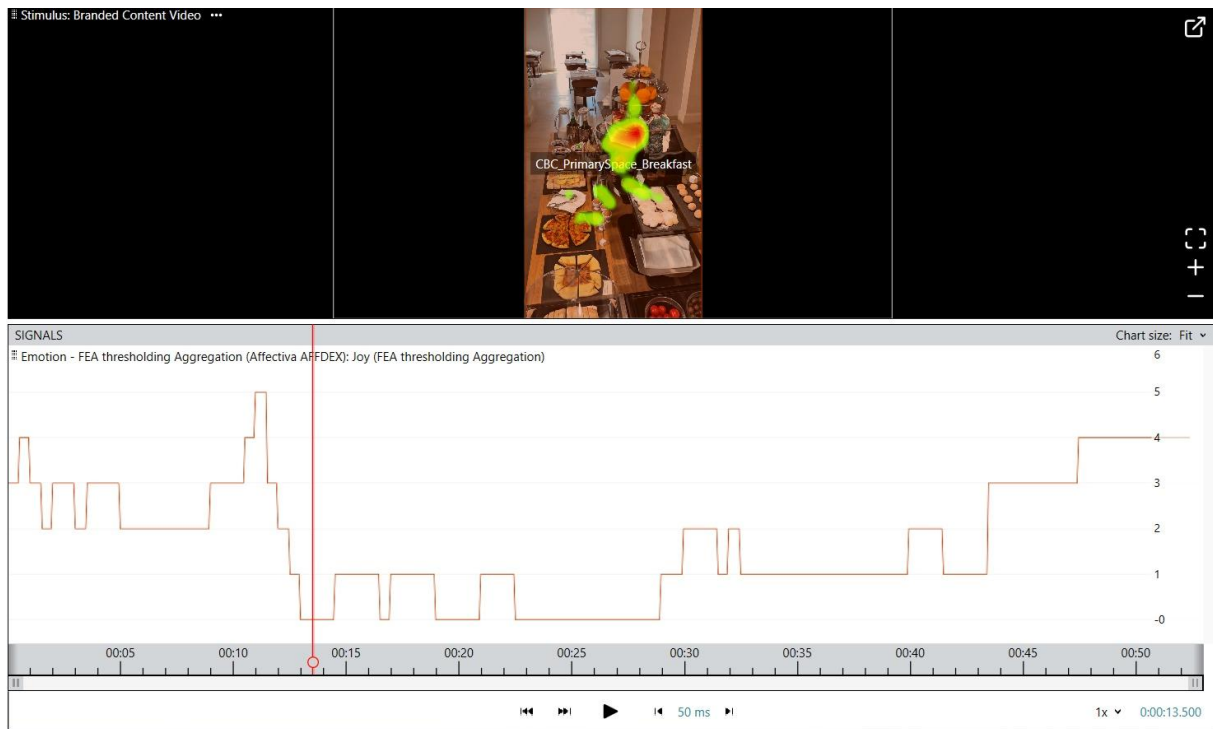 Stimulus: Branded Content Video •••
CBC_PrimarySpace_Breakfast
SIGNALS
Chart size: Fit
Emotion - FEA thresholding Aggregation (Affectiva AFFDEX): Joy (FEA thresholding Aggregation)
6
5
4
3
2
1
-0
00:05 00:10 00:15 00:20 00:25 00:30 00:35 00:40 00:45 00:50
50 ms
1x 0:00:13.500